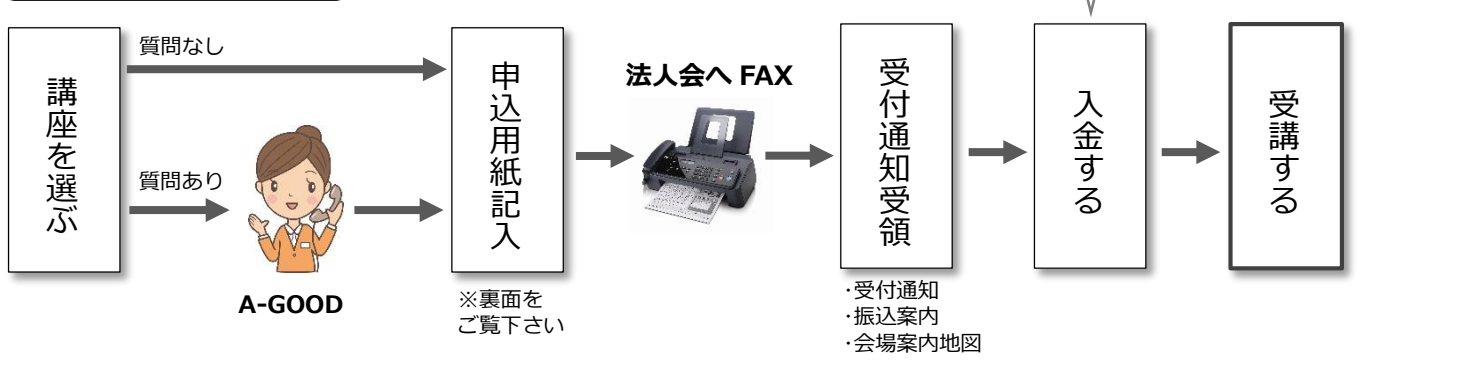 講座を選ぶ
質問なし
質問あり
A-GOOD
申込用紙記入
※裏面を
ご覧下さい
法人会へ FAX
受付通知受領
･受付通知
･振込案内
･会場案内地図
入金する
受講する